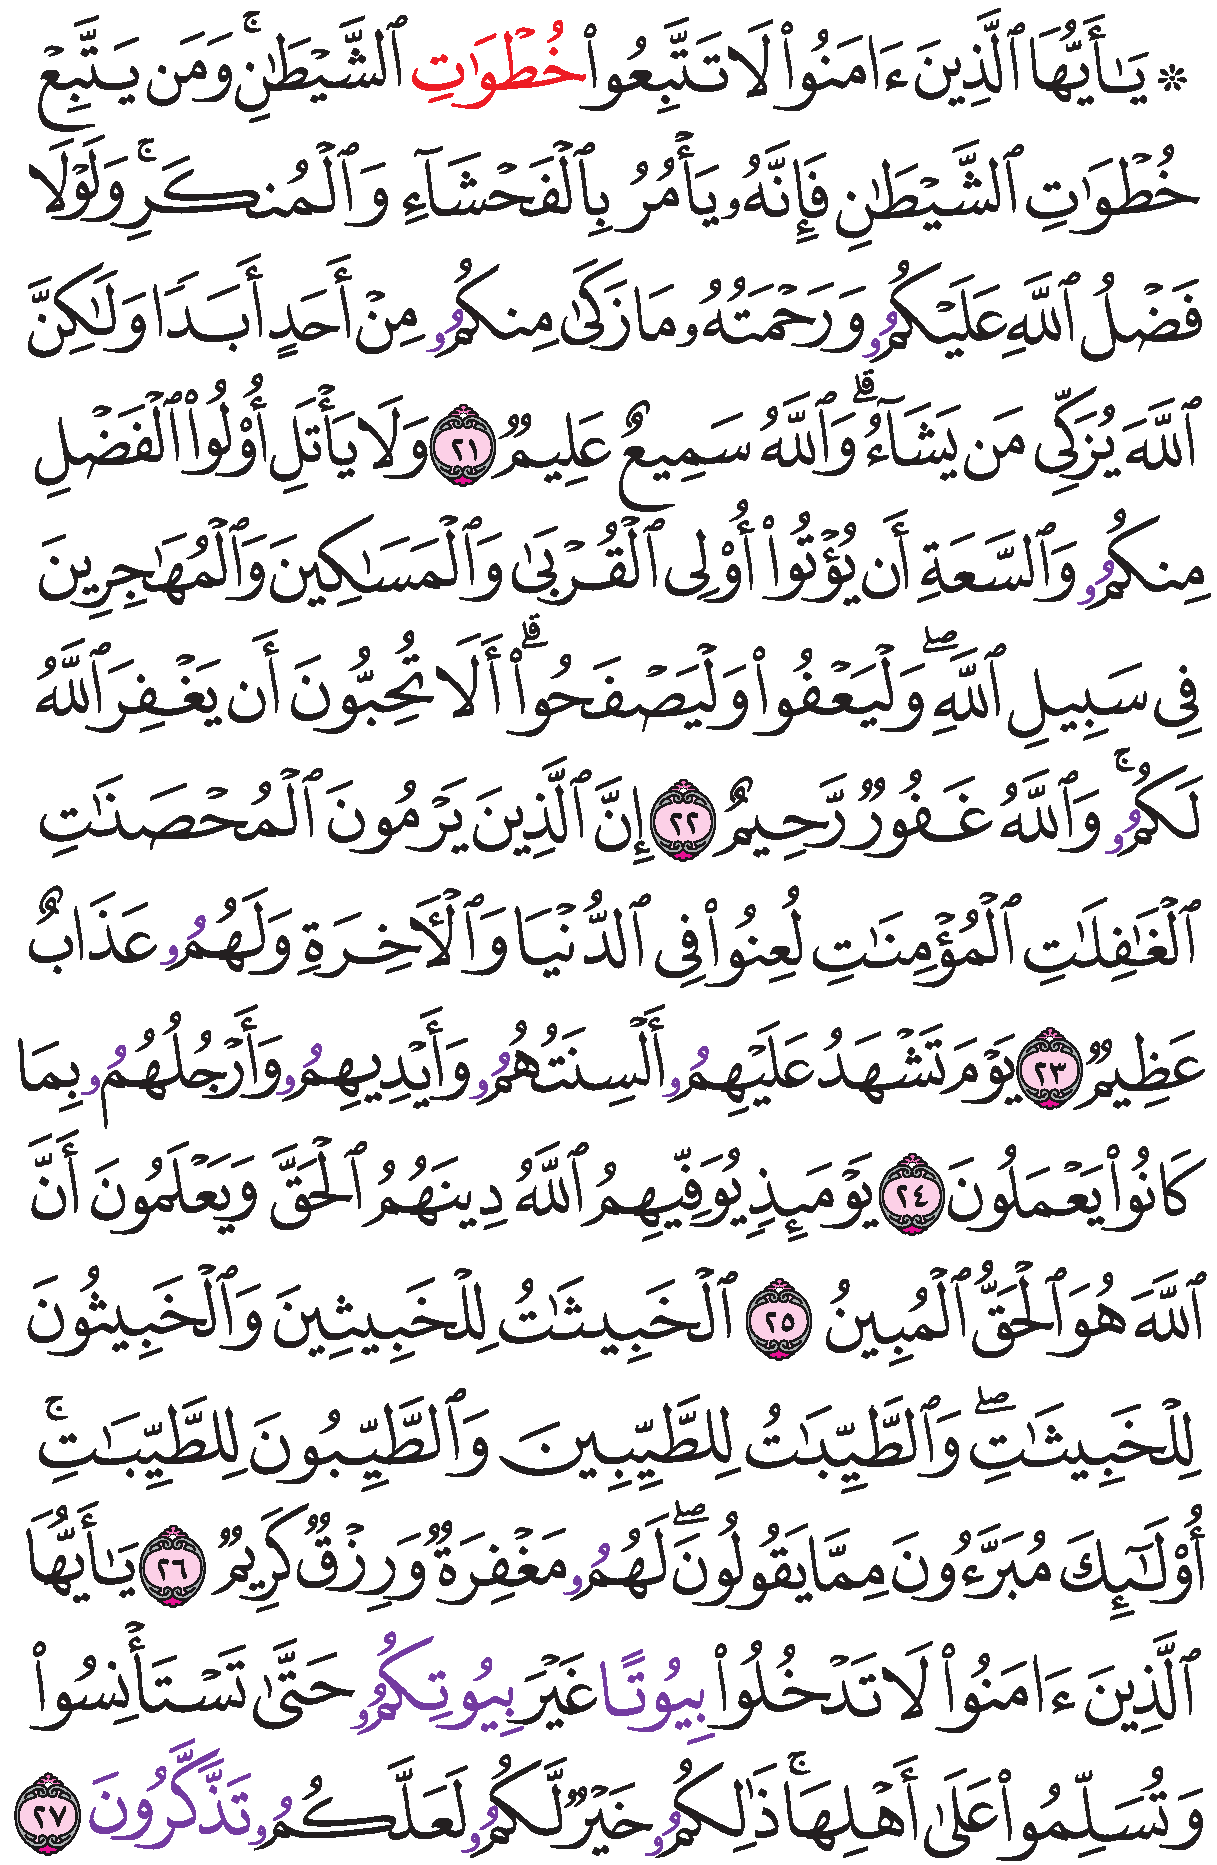 ۞ يَـٰٓأَيُّهَا ٱلَّذِينَ ءَامَنُوا۟ لَا تَتَّبِعُوا۟ خُطْوَٰتِ ٱلشَّيْطَـٰنِ ۚ وَمَن يَتَّبِعْ
خُطْوَٰتِ ٱلشَّيْطَـٰنِ فَإِنَّهُۥ يَأْمُرُ بِٱلْفَحْشَآءِ وَٱلْمُنكَرِ ۚ وَلَوْلَا
فَضْلُ ٱللَّهِ عَلَيْكُمُۥ وَرَحْمَتُهُۥ مَا زَكَىٰ مِنكُمُۥ مِنْ أَحَدٍ أَبَدًا وَلَـٰكِنَّ
ٱللَّهَ يُزَكِّى مَن يَشَآءُ ۗ وَٱللَّهُ سَمِيعٌ عَلِيمٌ ٢١ وَلَا يَأْتَلِ أُو۟لُوا۟ ٱلْفَضْلِ
مِنكُمُۥ وَٱلسَّعَةِ أَن يُؤْتُوٓا۟ أُو۟لِى ٱلْقُرْبَىٰ وَٱلْمَسَـٰكِينَ وَٱلْمُهَـٰجِرِينَ
فِى سَبِيلِ ٱللَّهِ ۖ وَلْيَعْفُوا۟ وَلْيَصْفَحُوٓا۟ ۗ أَلَا تُحِبُّونَ أَن يَغْفِرَ ٱللَّهُ
لَكُمُۥ ۚ وَٱللَّهُ غَفُورٌ رَّحِيمٌ ٢٢ إِنَّ ٱلَّذِينَ يَرْمُونَ ٱلْمُحْصَنَـٰتِ
ٱلْغَـٰفِلَـٰتِ ٱلْمُؤْمِنَـٰتِ لُعِنُوا۟ فِى ٱلدُّنْيَا وَٱلْـَٔاخِرَةِ وَلَهُمُۥ عَذَابٌ
عَظِيمٌ ٢٣ يَوْمَ تَشْهَدُ عَلَيْهِمُۥ أَلْسِنَتُهُمُۥ وَأَيْدِيهِمُۥ وَأَرْجُلُهُمُۥ بِمَا
كَانُوا۟ يَعْمَلُونَ ٢٤ يَوْمَئِذٍ يُوَفِّيهِمُ ٱللَّهُ دِينَهُمُ ٱلْحَقَّ وَيَعْلَمُونَ أَنَّ
ٱللَّهَ هُوَ ٱلْحَقُّ ٱلْمُبِينُ ٢٥ ٱلْخَبِيثَـٰتُ لِلْخَبِيثِينَ وَٱلْخَبِيثُونَ
لِلْخَبِيثَـٰتِ ۖ وَٱلطَّيِّبَـٰتُ لِلطَّيِّبِينَ وَٱلطَّيِّبُونَ لِلطَّيِّبَـٰتِ ۚ
أُو۟لَـٰٓئِكَ مُبَرَّءُونَ مِمَّا يَقُولُونَ ۖ لَهُمُۥ مَغْفِرَةٌ وَرِزْقٌ كَرِيمٌ ٢٦ يَـٰٓأَيُّهَا
ٱلَّذِينَ ءَامَنُوا۟ لَا تَدْخُلُوا۟ بِيُوتًا غَيْرَ بِيُوتِكُمُۥ حَتَّىٰ تَسْتَأْنِسُوا۟
وَتُسَلِّمُوا۟ عَلَىٰٓ أَهْلِهَا ۚ ذَٰلِكُمُۥ خَيْرٌ لَّكُمُۥ لَعَلَّكُمُۥ تَذَّكَّرُونَ ٢٧